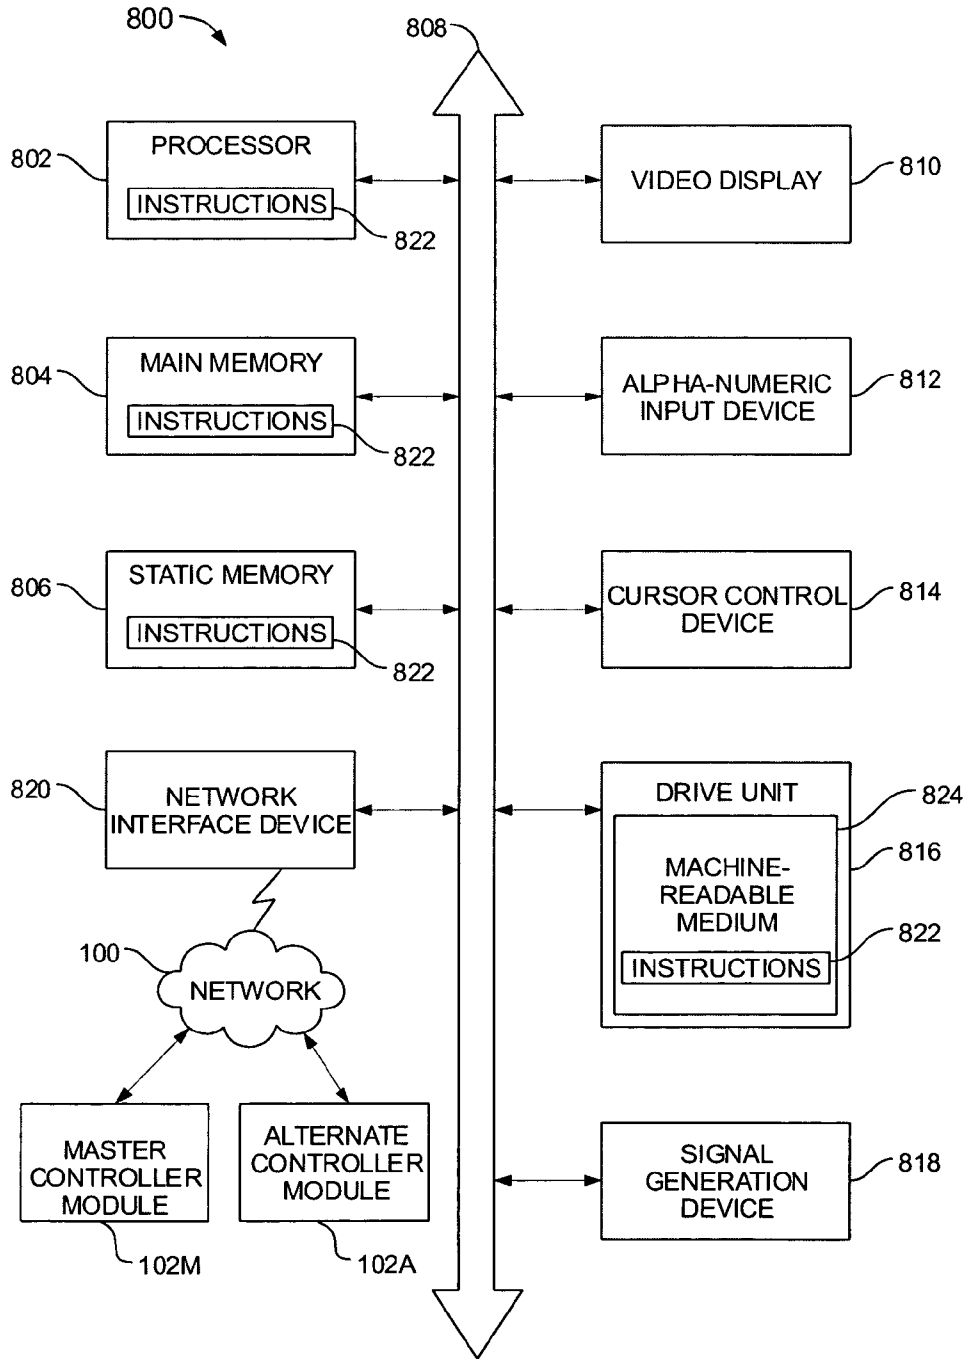 800
808
802
PROCESSOR
INSTRUCTIONS
822
VIDEO DISPLAY
810
804
MAIN MEMORY
INSTRUCTIONS
822
ALPHA-NUMERIC
INPUT DEVICE
812
806
STATIC MEMORY
INSTRUCTIONS
822
CURSOR CONTROL
DEVICE
814
820
NETWORK
INTERFACE DEVICE
DRIVE UNIT
824
816
MACHINE-
READABLE
MEDIUM
822
INSTRUCTIONS
100
NETWORK
MASTER
CONTROLLER
MODULE
102M
ALTERNATE
CONTROLLER
MODULE
102A
SIGNAL
GENERATION
DEVICE
818